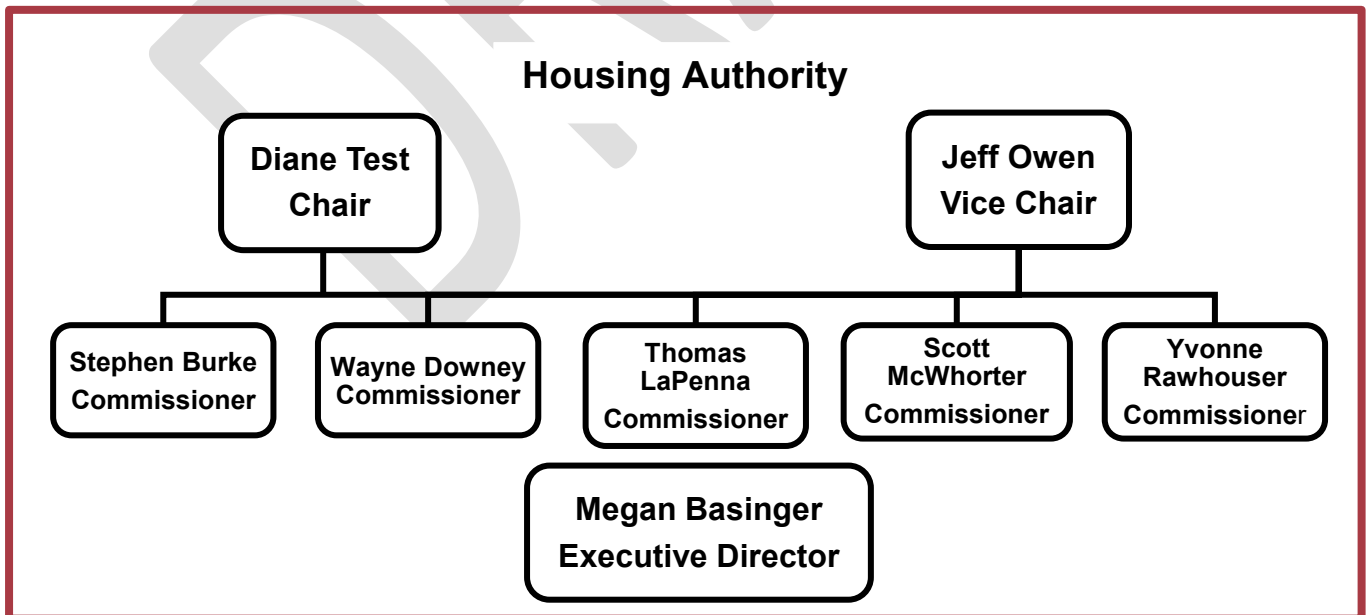 Housing Authority
Diane Test
Chair
Jeff Owen
Vice Chair
Stephen Burke
Commissioner
Wayne Downey
Commissioner
Thomas
LaPenna
Commissioner
Scott
McWhorter
Commissioner
Yvonne
Rawhouser
Commissioner
Megan Basinger
Executive Director